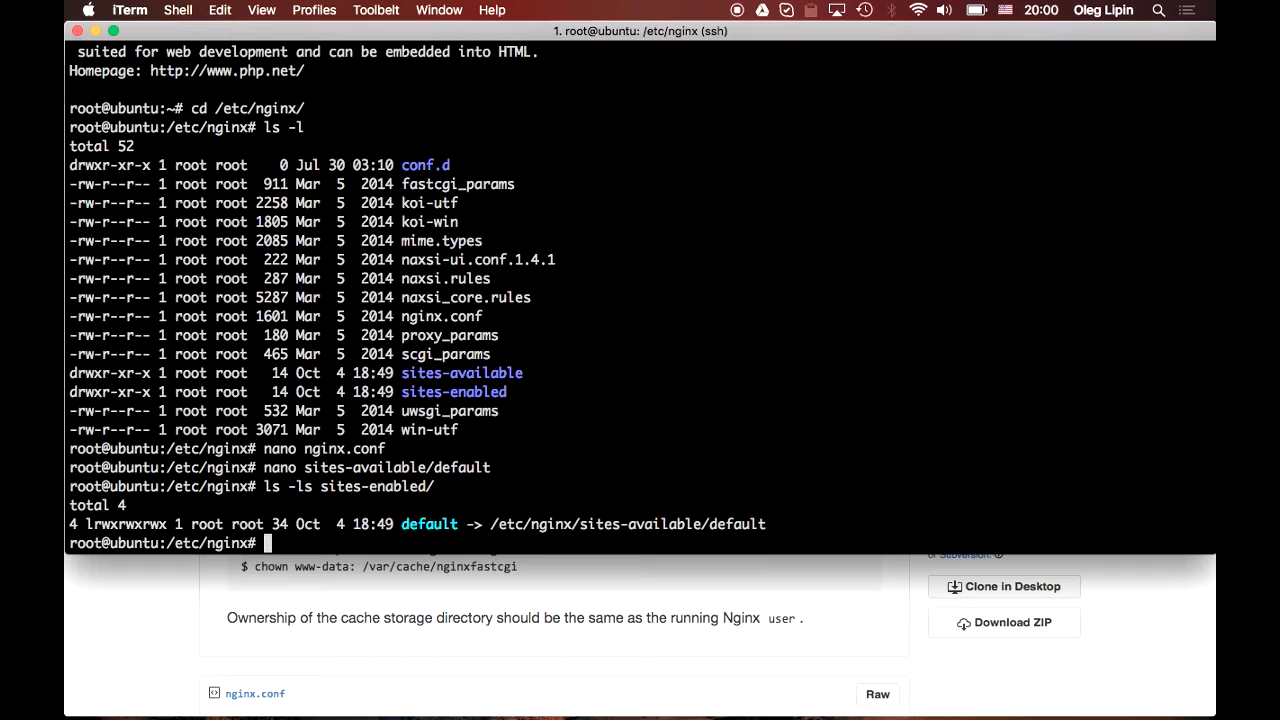 iTerm Shell Edit View Profiles Toolbelt Window Help 20:00 Oleg Lipin
1. root@ubuntu: /etc/nginx (ssh)
suited for web development and can be embedded into HTML.
Homepage: http://www.php.net/
root@ubuntu:~# cd /etc/nginx/
root@ubuntu:/etc/nginx# ls -l
total 52
drwxr-xr-x 1 root root 0 Jul 30 03:10 conf.d
-rw-r--r-- 1 root root 911 Mar 5 2014 fastcgi_params
-rw-r--r-- 1 root root 2258 Mar 5 2014 koi-utf
-rw-r--r-- 1 root root 1805 Mar 5 2014 koi-win
-rw-r--r-- 1 root root 2085 Mar 5 2014 mime.types
-rw-r--r-- 1 root root 222 Mar 5 2014 naxsi-ui.conf.1.4.1
-rw-r--r-- 1 root root 287 Mar 5 2014 naxsi.rules
-rw-r--r-- 1 root root 5287 Mar 5 2014 naxsi_core.rules
-rw-r--r-- 1 root root 1601 Mar 5 2014 nginx.conf
-rw-r--r-- 1 root root 180 Mar 5 2014 proxy_params
-rw-r--r-- 1 root root 465 Mar 5 2014 scgi_params
drwxr-xr-x 1 root root 14 Oct 4 18:49 sites-available
drwxr-xr-x 1 root root 14 Oct 4 18:49 sites-enabled
-rw-r--r-- 1 root root 532 Mar 5 2014 uwsgi_params
-rw-r--r-- 1 root root 3071 Mar 5 2014 win-utf
root@ubuntu:/etc/nginx# nano nginx.conf
root@ubuntu:/etc/nginx# nano sites-available/default
root@ubuntu:/etc/nginx# ls -ls sites-enabled/
total 4
4 lrwxrwxrwx 1 root root 34 Oct 4 18:49 default -> /etc/nginx/sites-available/default
root@ubuntu:/etc/nginx#
or Subversion.
$ chown www-data: /var/cache/nginxfastcgi
Clone in Desktop
Ownership of the cache storage directory should be the same as the running Nginx user .
Download ZIP
nginx.conf
Raw